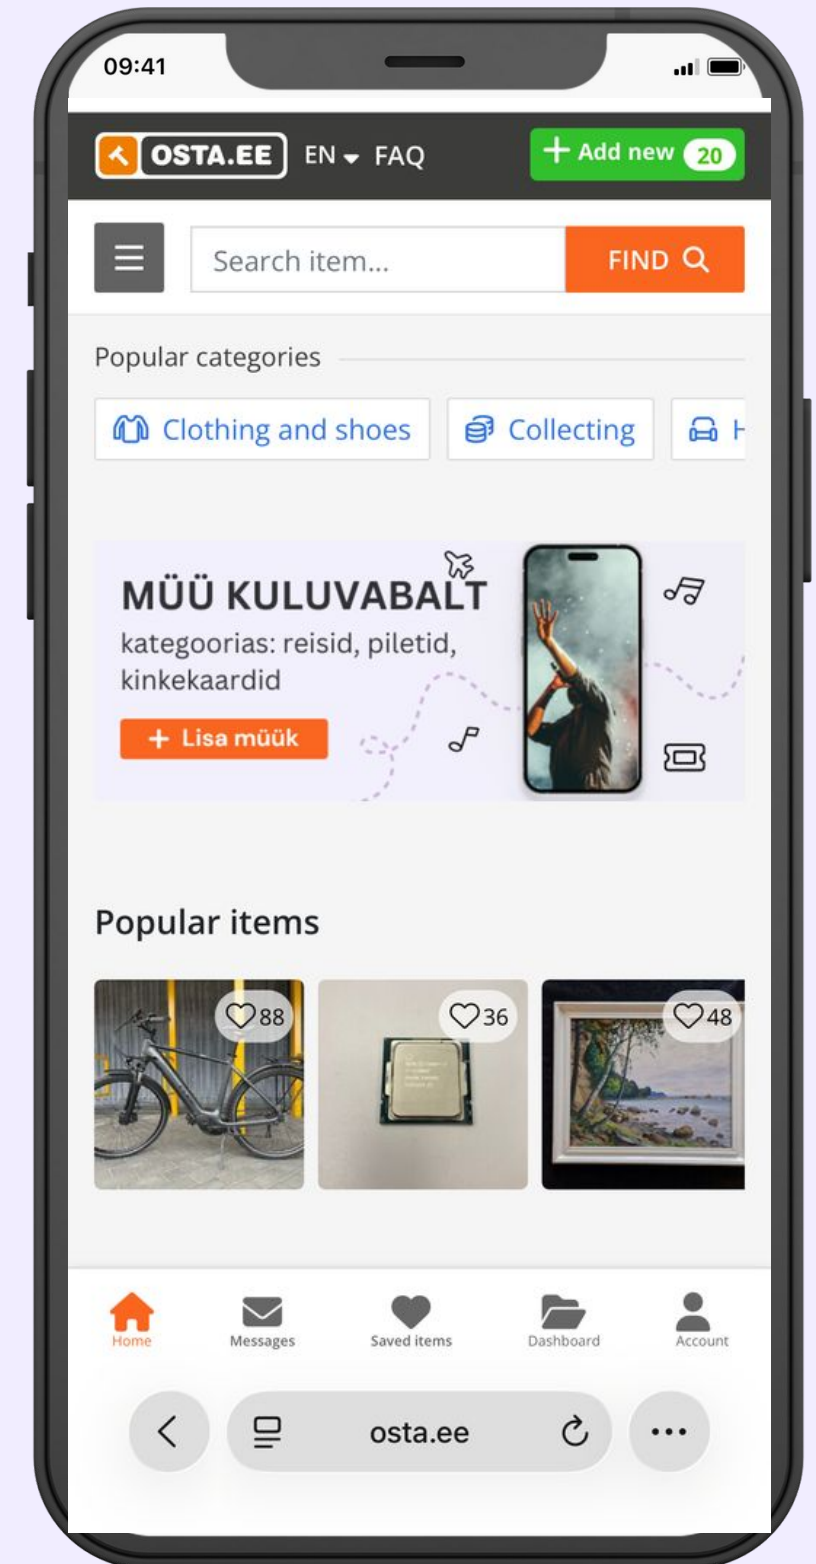 09:41
OSTA.EE EN FAQ + Add new 20
Search item... FIND
Popular categories
Clothing and shoes Collecting H
MÜÜ KULUVABALT
kategoorias: reisid, piletid,
kinkekaardid
+ Lisa müük
Popular items
88 36 48
Home Messages Saved items Dashboard Account
osta.ee